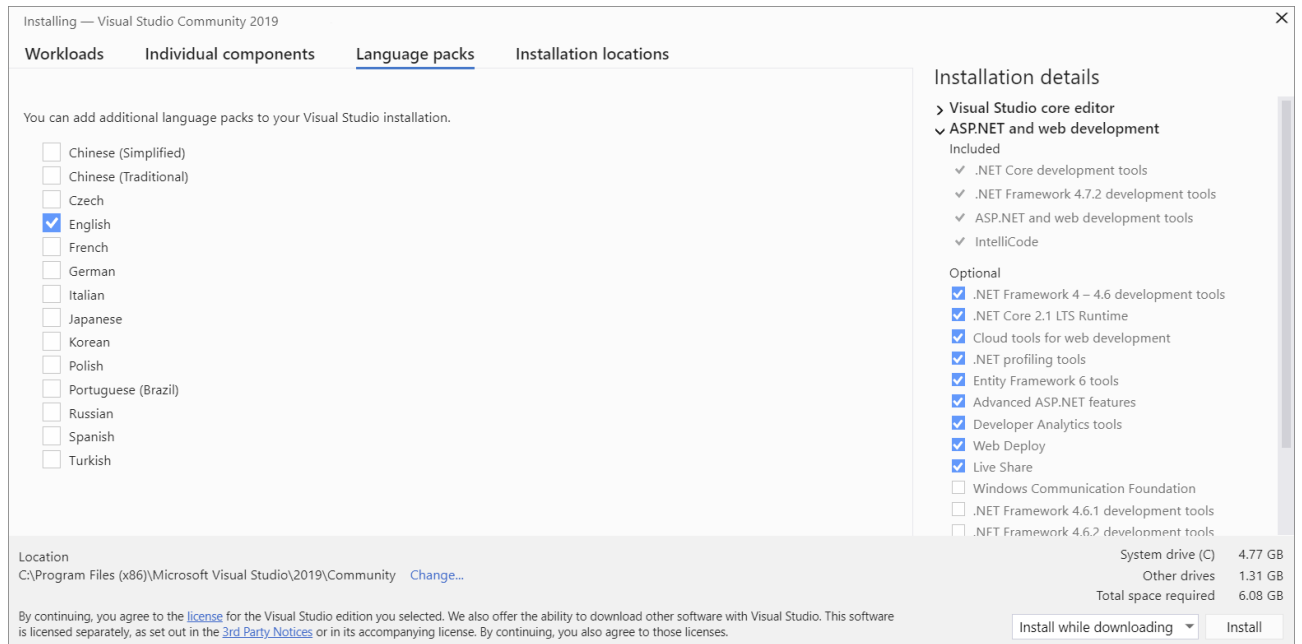 Installing — Visual Studio Community 2019
Workloads
Individual components
Language packs
Installation locations
You can add additional language packs to your Visual Studio installation.
Chinese (Simplified)
Chinese (Traditional)
Czech
English
French
German
Italian
Japanese
Korean
Polish
Portuguese (Brazil)
Russian
Spanish
Turkish
Installation details
Visual Studio core editor
ASP.NET and web development
Included
.NET Core development tools
.NET Framework 4.7.2 development tools
ASP.NET and web development tools
IntelliCode
Optional
.NET Framework 4 – 4.6 development tools
.NET Core 2.1 LTS Runtime
Cloud tools for web development
.NET profiling tools
Entity Framework 6 tools
Advanced ASP.NET features
Developer Analytics tools
Web Deploy
Live Share
Windows Communication Foundation
.NET Framework 4.6.1 development tools
.NET Framework 4.6.2 development tools
Location
C:\Program Files (x86)\Microsoft Visual Studio\2019\Community Change...
By continuing, you agree to the license for the Visual Studio edition you selected. We also offer the ability to download other software with Visual Studio. This software
is licensed separately, as set out in the 3rd Party Notices or in its accompanying license. By continuing, you also agree to those licenses.
System drive (C) 4.77 GB
Other drives 1.31 GB
Total space required 6.08 GB
Install while downloading
Install